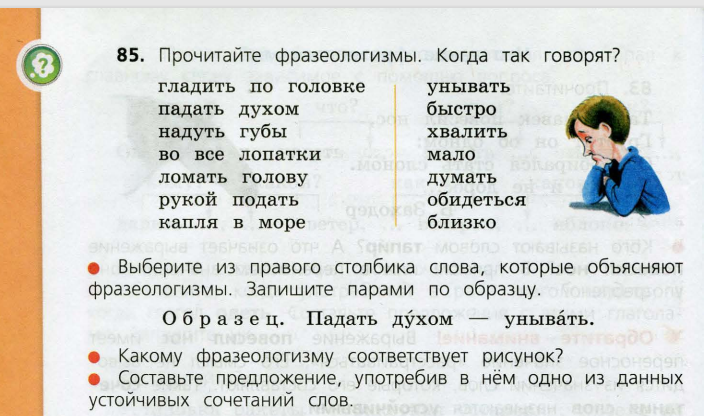 85. Прочитайте фразеологизмы. Когда так говорят?
гладить по головке
падать духом
надуть губы
во все лопатки
ломать голову
рукой подать
капля в море
унывать
быстро
хвалить
мало
думать
обидеться
близко
● Выберите из правого столбика слова, которые объясняют
фразеологизмы. Запишите парами по образцу.
Образец. Падать ду́хом — уныва́ть.
● Какому фразеологизму соответствует рисунок?
● Составьте предложение, употребив в нём одно из данных
устойчивых сочетаний слов.